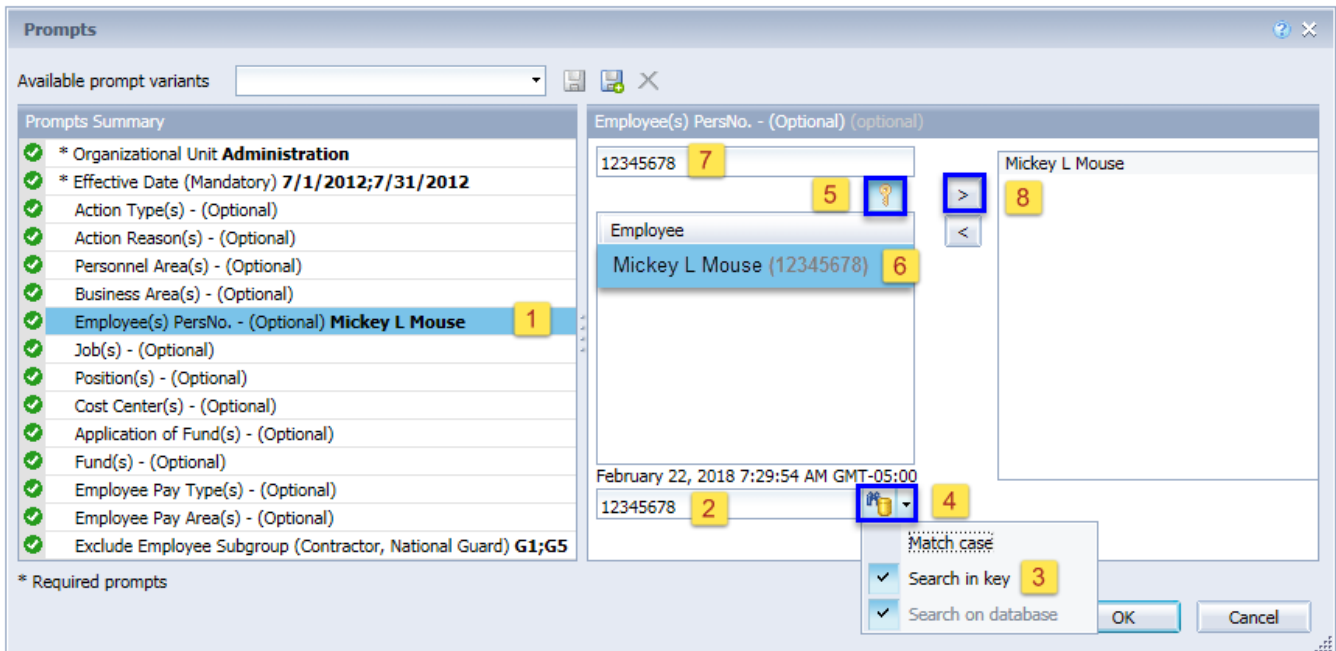 Prompts
Available prompt variants
Prompts Summary
* Organizational Unit Administration
* Effective Date (Mandatory) 7/1/2012;7/31/2012
Action Type(s) - (Optional)
Action Reason(s) - (Optional)
Personnel Area(s) - (Optional)
Business Area(s) - (Optional)
Employee(s) PersNo. - (Optional) Mickey L Mouse 1
Job(s) - (Optional)
Position(s) - (Optional)
Cost Center(s) - (Optional)
Application of Fund(s) - (Optional)
Fund(s) - (Optional)
Employee Pay Type(s) - (Optional)
Employee Pay Area(s) - (Optional)
Exclude Employee Subgroup (Contractor, National Guard) G1;G5
* Required prompts
Employee(s) PersNo. - (Optional) (optional)
12345678 7
5
Employee
Mickey L Mouse (12345678) 6
February 22, 2018 7:29:54 AM GMT-05:00
12345678 2
4
Match case
Search in key 3
Search on database
> 8
<
Mickey L Mouse
OK
Cancel